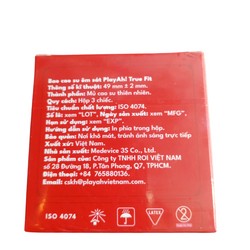 Bao cao su ôm sát PlayAh! True Fit
Thông số kĩ thuật: 49 mm ± 2 mm.
Thành phần: Mủ cao su thiên nhiên.
Quy cách: Hộp 3 chiếc.
Tiêu chuẩn chất lượng: ISO 4074.
Số lô: xem "LOT", Ngày sản xuất: xem "MFG",
Hạn sử dụng: xem "EXP".
Hướng dẫn sử dụng: In phía trong hộp.
Bảo quản: Nơi khô mát, tránh ánh sáng trực tiếp
Xuất xứ: Việt Nam.
Nhà sản xuất: Medevice 3S Co., Ltd.
Sản phẩm của:
Công ty TNHH ROI VIỆT NAM
số 28 Đường 18, P.Tân Phong, Q7, TPHCM.
Điện thoại: +84 765880136.
Email: cskh@playahvietnam.com
ISO 4074
LATEX